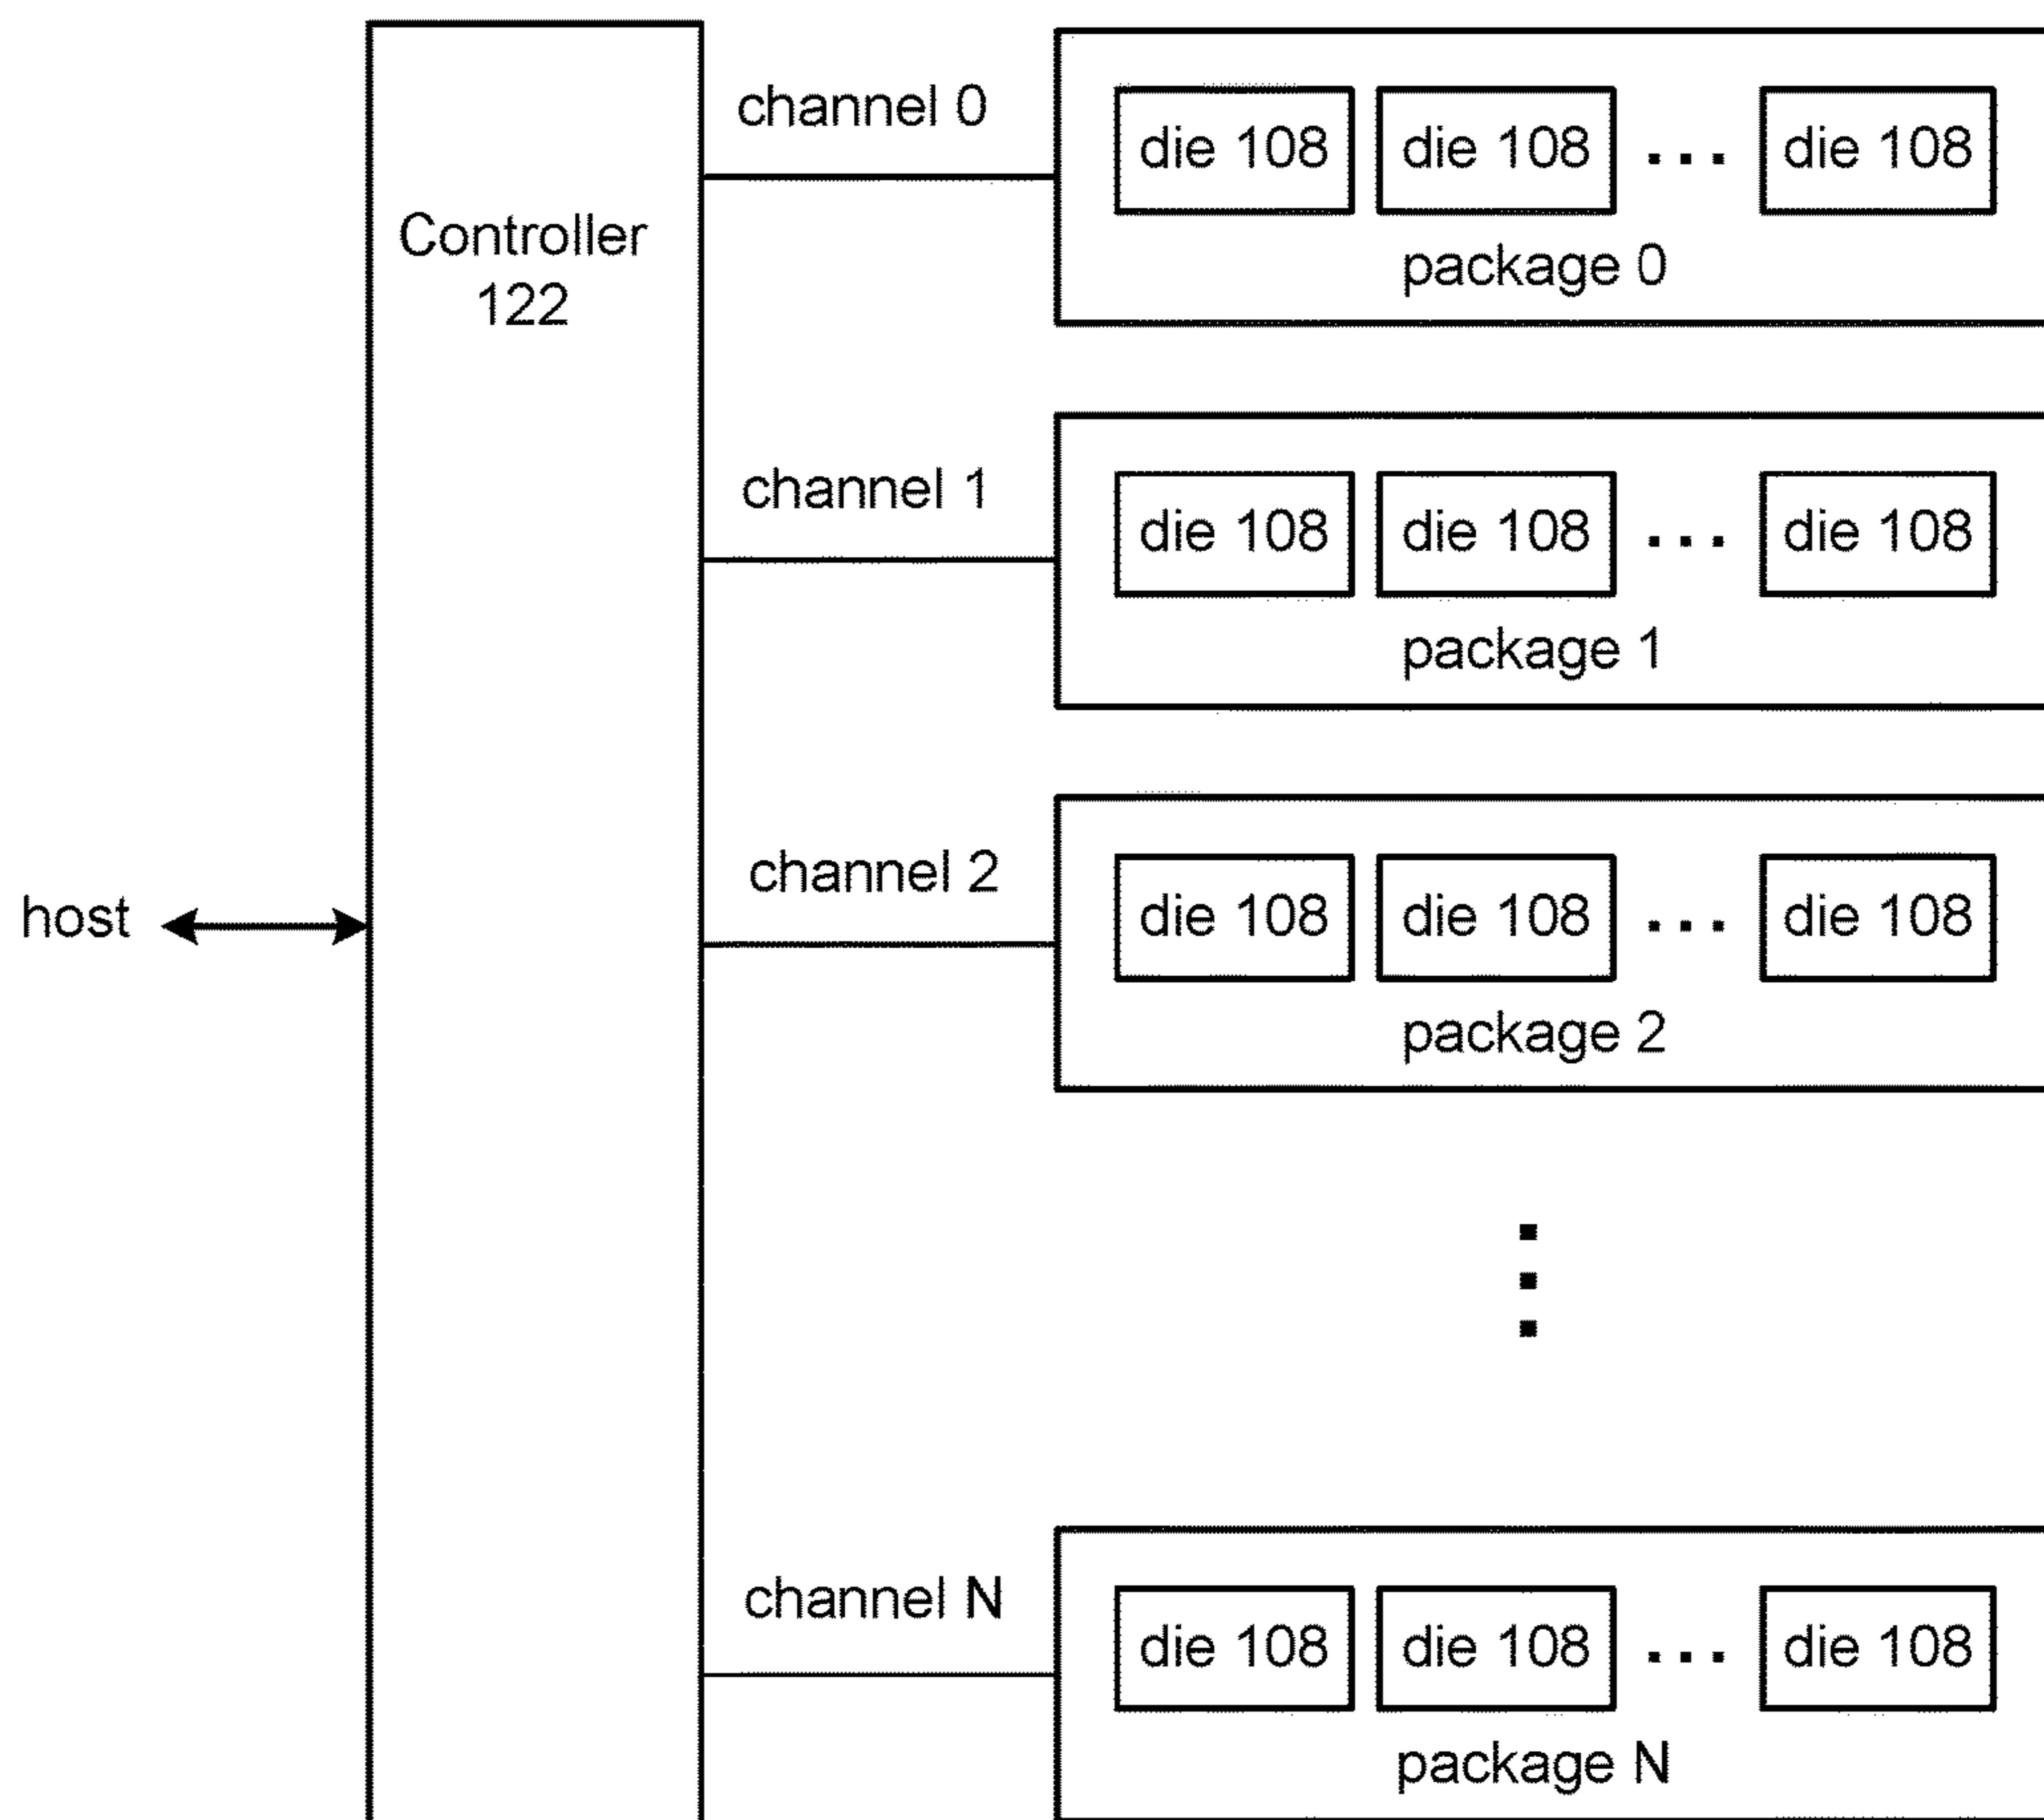 channel 0
die 108 die 108 ... die 108
Controller
122
package 0
channel 1
die 108 die 108 ... die 108
package 1
channel 2
host
die 108 die 108 ... die 108
package 2
channel N
die 108 die 108 ... die 108
package N